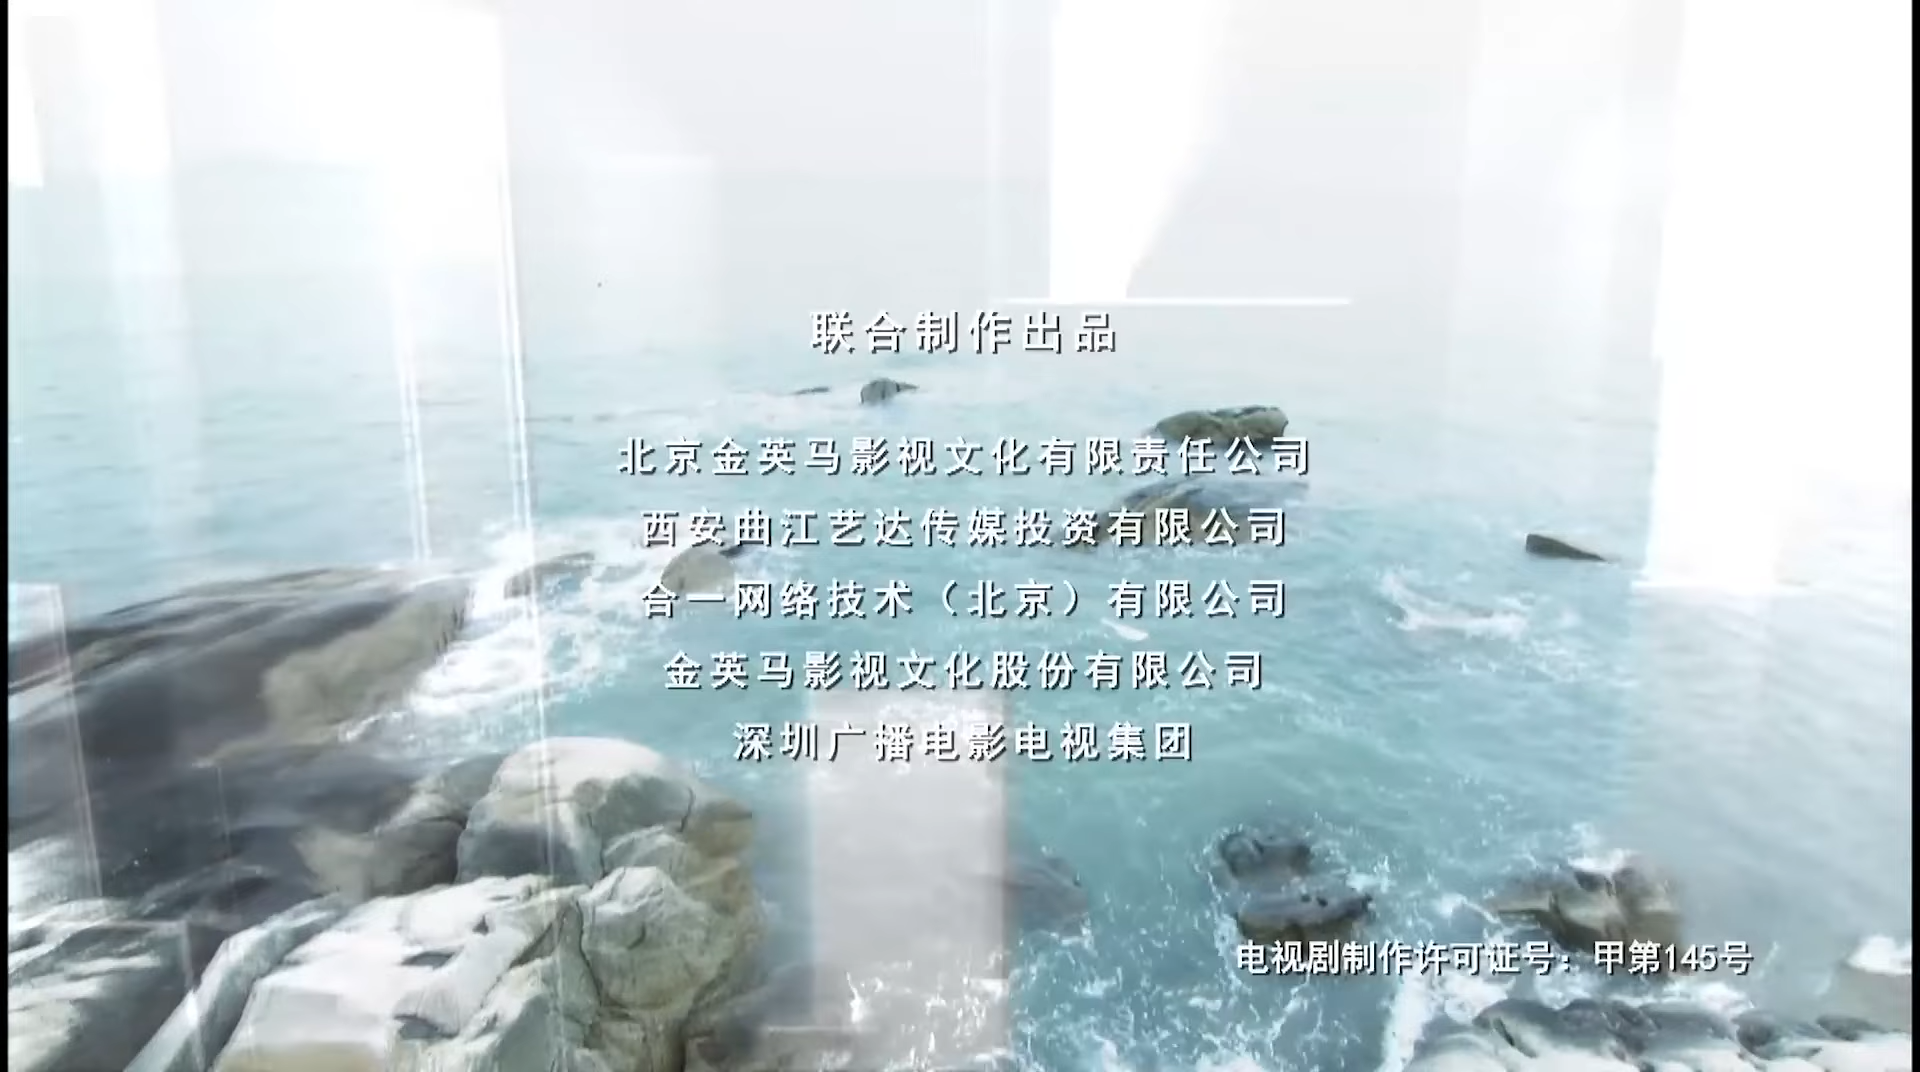 联合制作出品
北京金英马影视文化有限责任公司
西安曲江艺达传媒投资有限公司
合一网络技术（北京）有限公司
金英马影视文化股份有限公司
深圳广播电影电视集团
电视剧制作许可证号：甲第145号